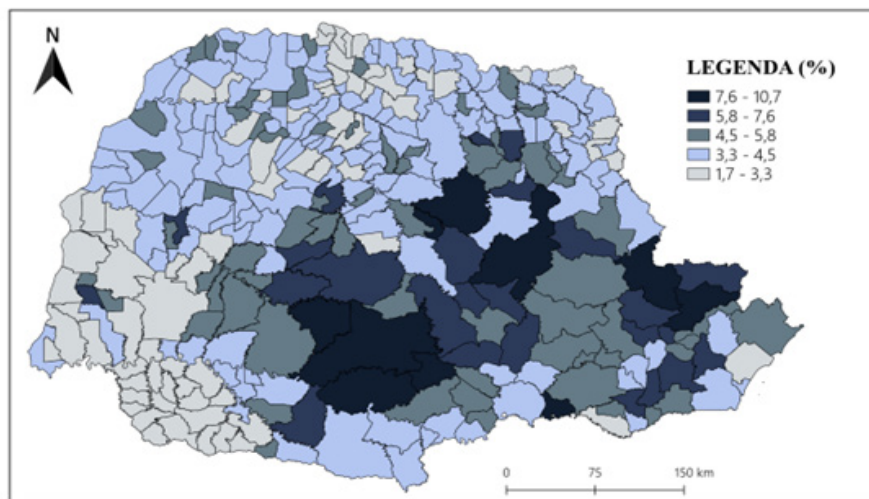 N
LEGENDA (%)
7,6 - 10,7
5,8 - 7,6
4,5 - 5,8
3,3 - 4,5
1,7 - 3,3
0 75 150 km